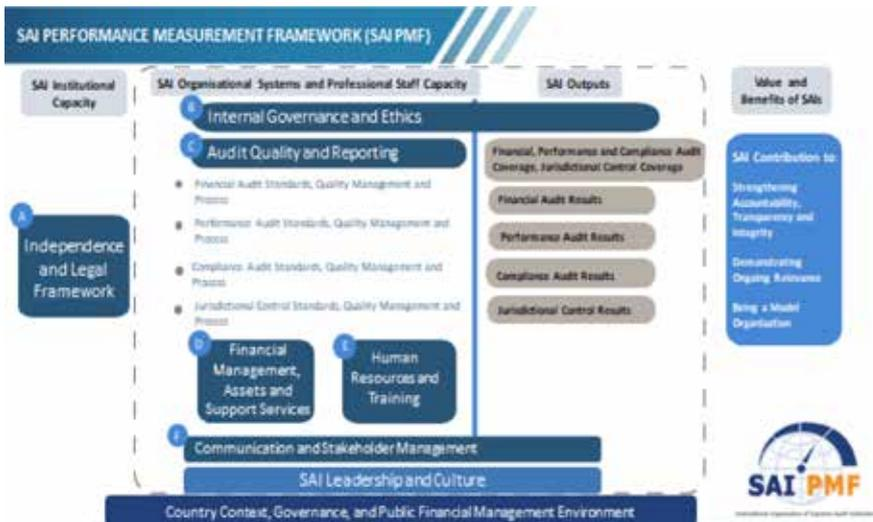 SAI PERFORMANCE MEASUREMENT FRAMEWORK (SAI PMF)
SAI Institutional
Capacity
SAI Organisational Systems and Professional Staff Capacity
SAI Outputs
Value and
Benefits of SAIs
B
Internal Governance and Ethics
C
Audit Quality and Reporting
Financial Audit Standards, Quality Management and
Process
Performance Audit Standards, Quality Management and
Process
Compliance Audit Standards, Quality Management and
Process
Jurisdictional Control Standards, Quality Management and
Process
Financial, Performance and Compliance Audit
Coverage, Jurisdictional Control Coverage
Financial Audit Results
Performance Audit Results
Compliance Audit Results
Jurisdictional Control Results
A
Independence
and Legal
Framework
SAI Contribution to:
Strengthening
Accountability,
Transparency and
Integrity
Demonstrating
Ongoing Relevance
Being a Model
Organisation
D
Financial
Management,
Assets and
Support Services
E
Human
Resources and
Training
F
Communication and Stakeholder Management
SAI Leadership and Culture
Country Context, Governance, and Public Financial Management Environment
SAI PMF
International Organisation of Supreme Audit Institutions